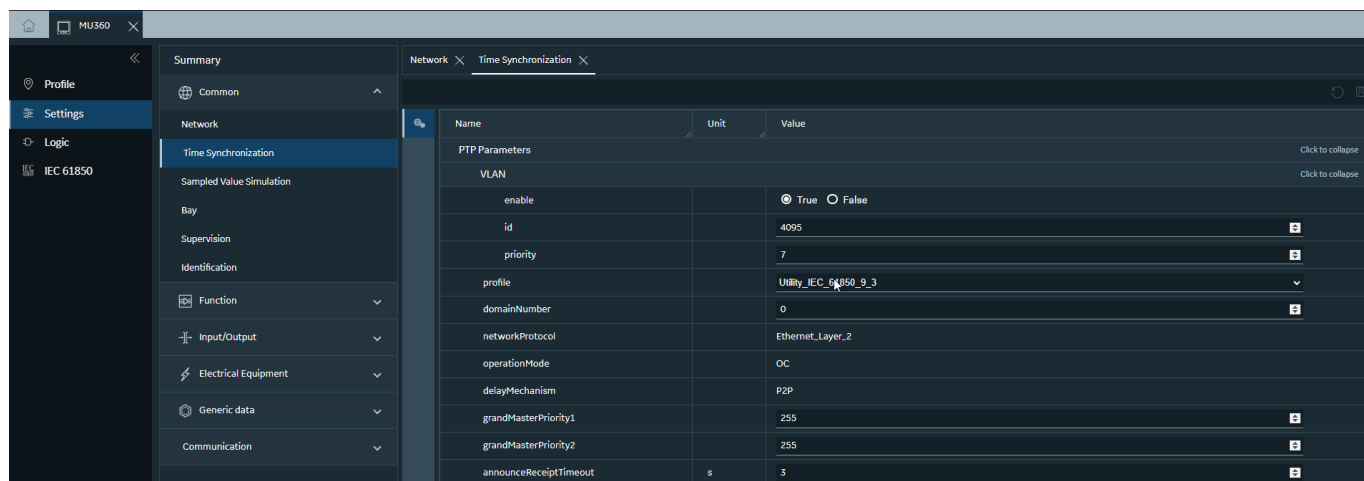 MU360
Summary
Network
Time Synchronization
Profile
Common
Settings
Network
Name
Unit
Value
Logic
Time Synchronization
PTP Parameters
Click to collapse
IEC 61850
Sampled Value Simulation
VLAN
Click to collapse
Bay
enable
True
False
Supervision
id
4095
Identification
priority
7
Function
profile
Utility_IEC_61850_9_3
domainNumber
0
Input/Output
networkProtocol
Ethernet_Layer_2
operationMode
OC
Electrical Equipment
delayMechanism
P2P
Generic data
grandMasterPriority1
255
Communication
grandMasterPriority2
255
announceReceiptTimeout
s
3